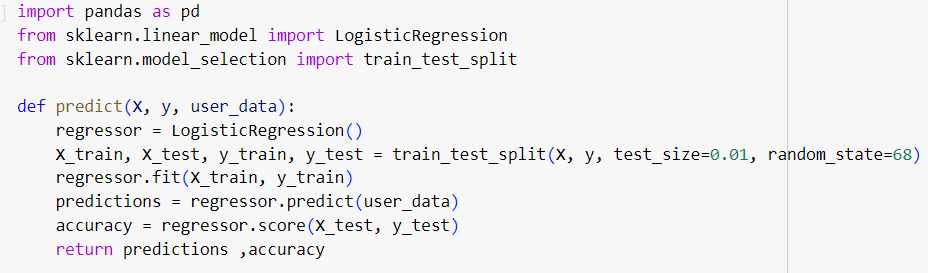 import pandas as pd
from sklearn.linear_model import LogisticRegression
from sklearn.model_selection import train_test_split
def predict(X, y, user_data):
    regressor = LogisticRegression()
    X_train, X_test, y_train, y_test = train_test_split(X, y, test_size=0.01, random_state=68)
    regressor.fit(X_train, y_train)
    predictions = regressor.predict(user_data)
    accuracy = regressor.score(X_test, y_test)
    return predictions ,accuracy